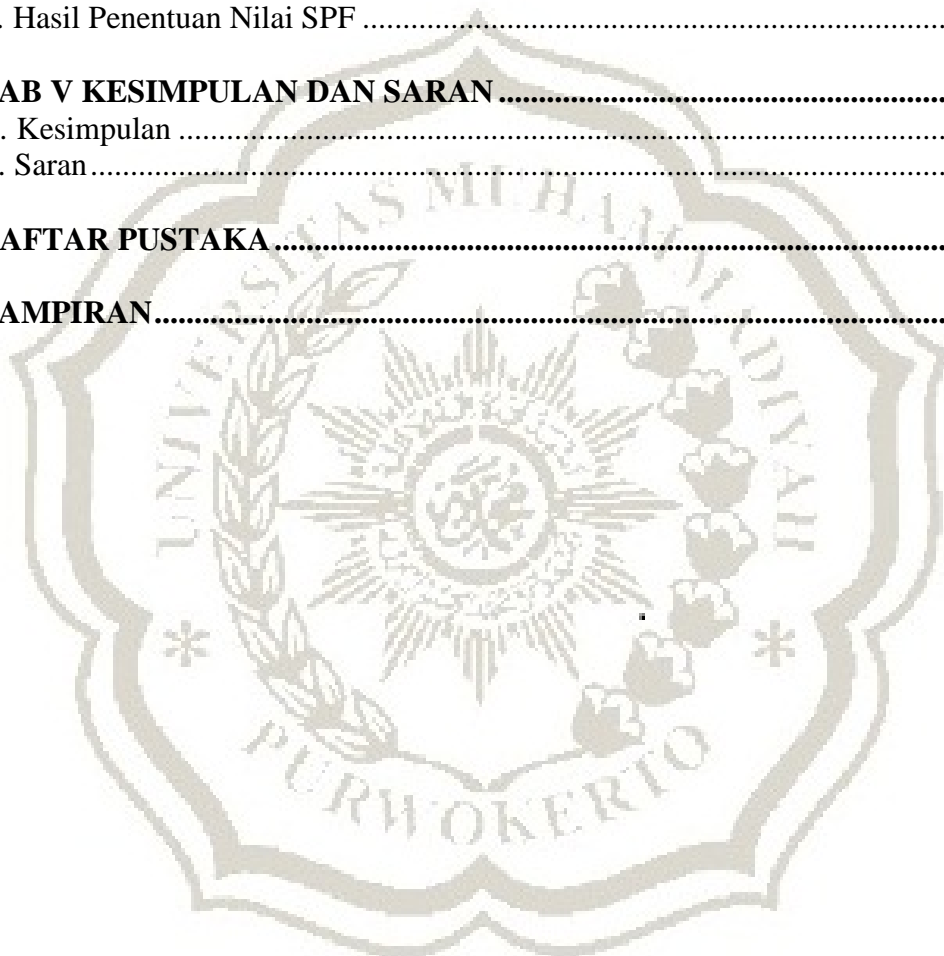 . Hasil Penentuan Nilai SPF ........................................................................
AB V KESIMPULAN DAN SARAN ........................................................
. Kesimpulan ................................................................................................
. Saran ...........................................................................................................
AFTAR PUSTAKA ....................................................................................
AMPIRAN ...................................................................................................
UNIVERSITAS MUHAMMADIYAH
PURWOKERTO